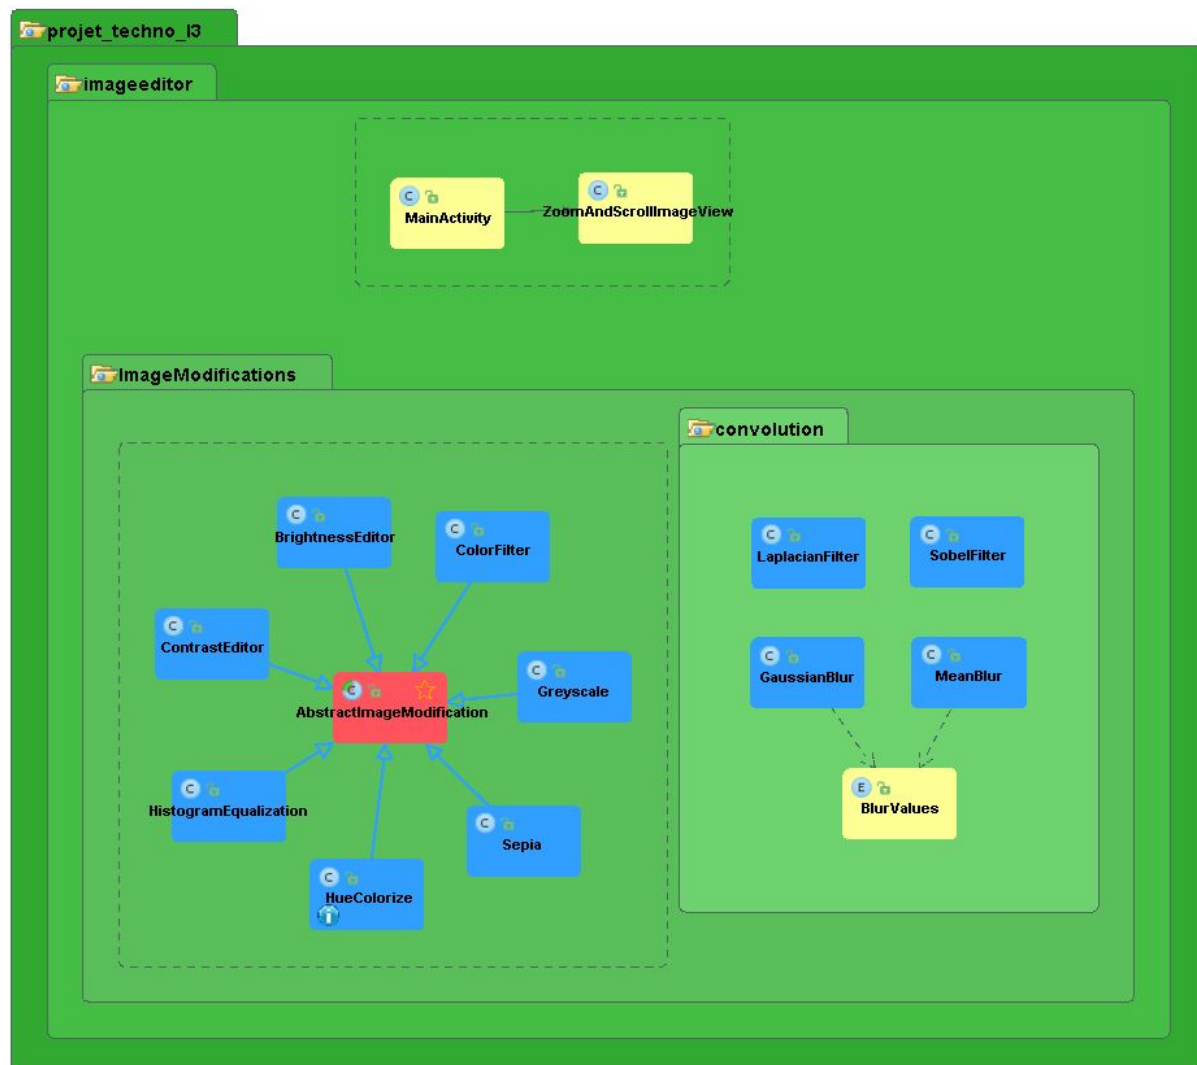 projet_techno_l3
imageeditor
C
MainActivity
C
ZoomAndScrollImageView
ImageModifications
convolution
C
BrightnessEditor
C
ColorFilter
C
LaplacianFilter
C
SobelFilter
C
ContrastEditor
C
Greyscale
C
GaussianBlur
C
MeanBlur
C
AbstractImageModification
C
HistogramEqualization
E
BlurValues
C
Sepia
C
HueColorize